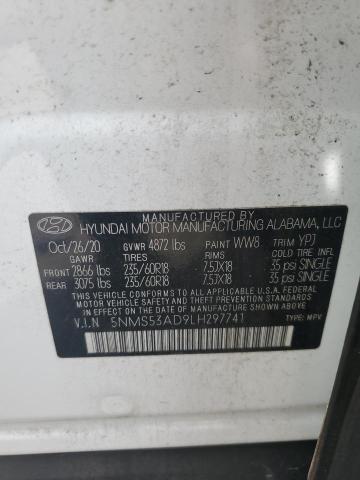 MANUFACTURED BY
HYUNDAI MOTOR MANUFACTURING ALABAMA, LLC
Oct/26/20 GVWR 4872 lbs PAINT WW8 TRIM YPJ
GAWR TIRES RIMS COLD TIRE INFL
FRONT 2866 lbs 235/60R18 7.5JX18 35 psi SINGLE
REAR 3075 lbs 235/60R18 7.5JX18 35 psi SINGLE
THIS VEHICLE CONFORMS TO ALL APPLICABLE U.S.A. FEDERAL
MOTOR VEHICLE SAFETY, BUMPER AND THEFT PREVENTION
STANDARDS IN EFFECT ON THE DATE OF MANUFACTURE
SHOWN ABOVE.
V.I.N 5NMS53AD9LH297741 TYPE: MPV